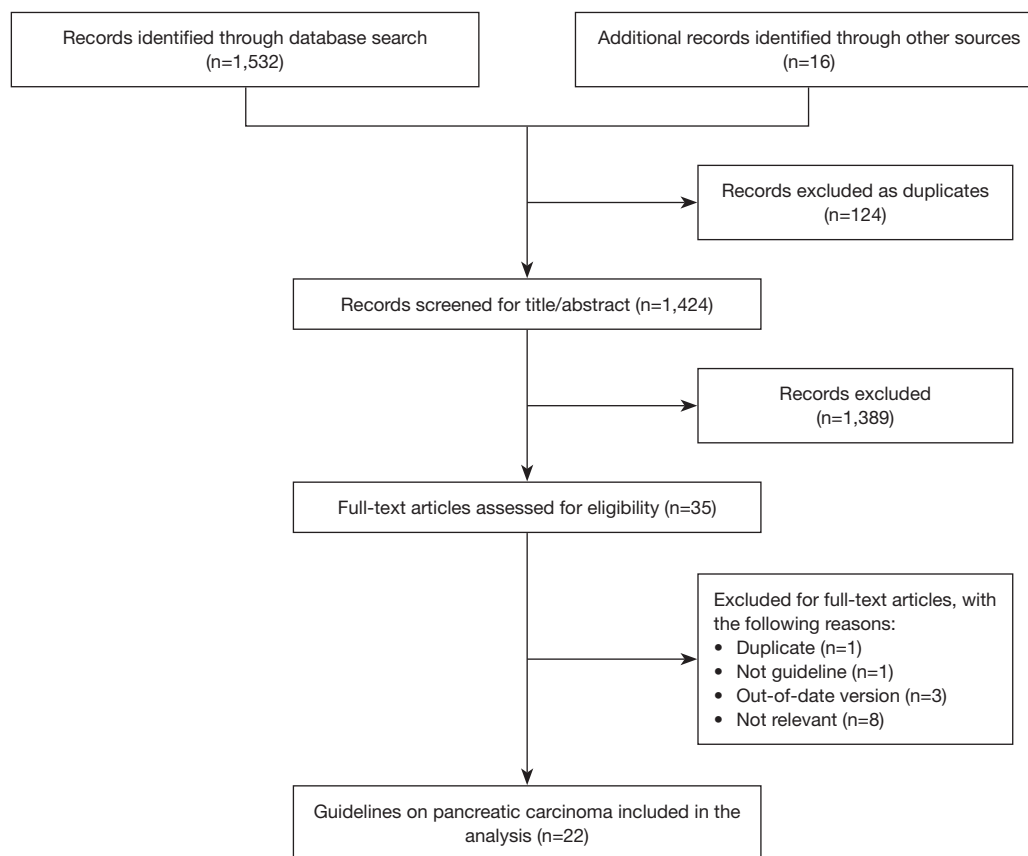 Records identified through database search
(n=1,532)
Additional records identified through other sources
(n=16)
Records excluded as duplicates
(n=124)
Records screened for title/abstract (n=1,424)
Records excluded
(n=1,389)
Full-text articles assessed for eligibility (n=35)
Excluded for full-text articles, with
the following reasons:
• Duplicate (n=1)
• Not guideline (n=1)
• Out-of-date version (n=3)
• Not relevant (n=8)
Guidelines on pancreatic carcinoma included in the
analysis (n=22)